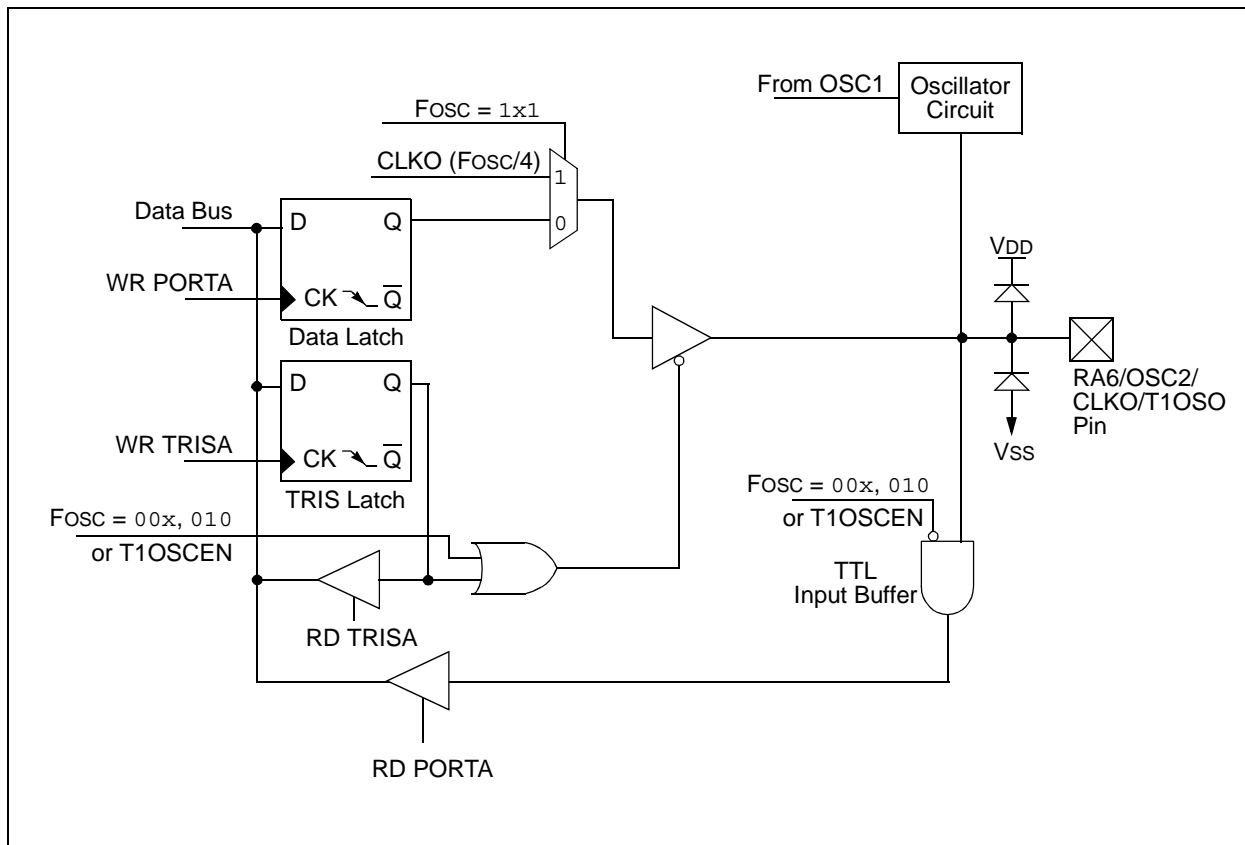 From OSC1
Oscillator
Circuit
FOSC = 1x1
CLKO (FOSC/4)
1
0
Data Bus
D
Q
WR PORTA
CK
Q
Data Latch
VDD
D
Q
WR TRISA
CK
Q
TRIS Latch
RA6/OSC2/
CLKO/T1OSO
Pin
VSS
FOSC = 00x, 010
or T1OSCEN
FOSC = 00x, 010
or T1OSCEN
TTL
Input Buffer
RD TRISA
RD PORTA